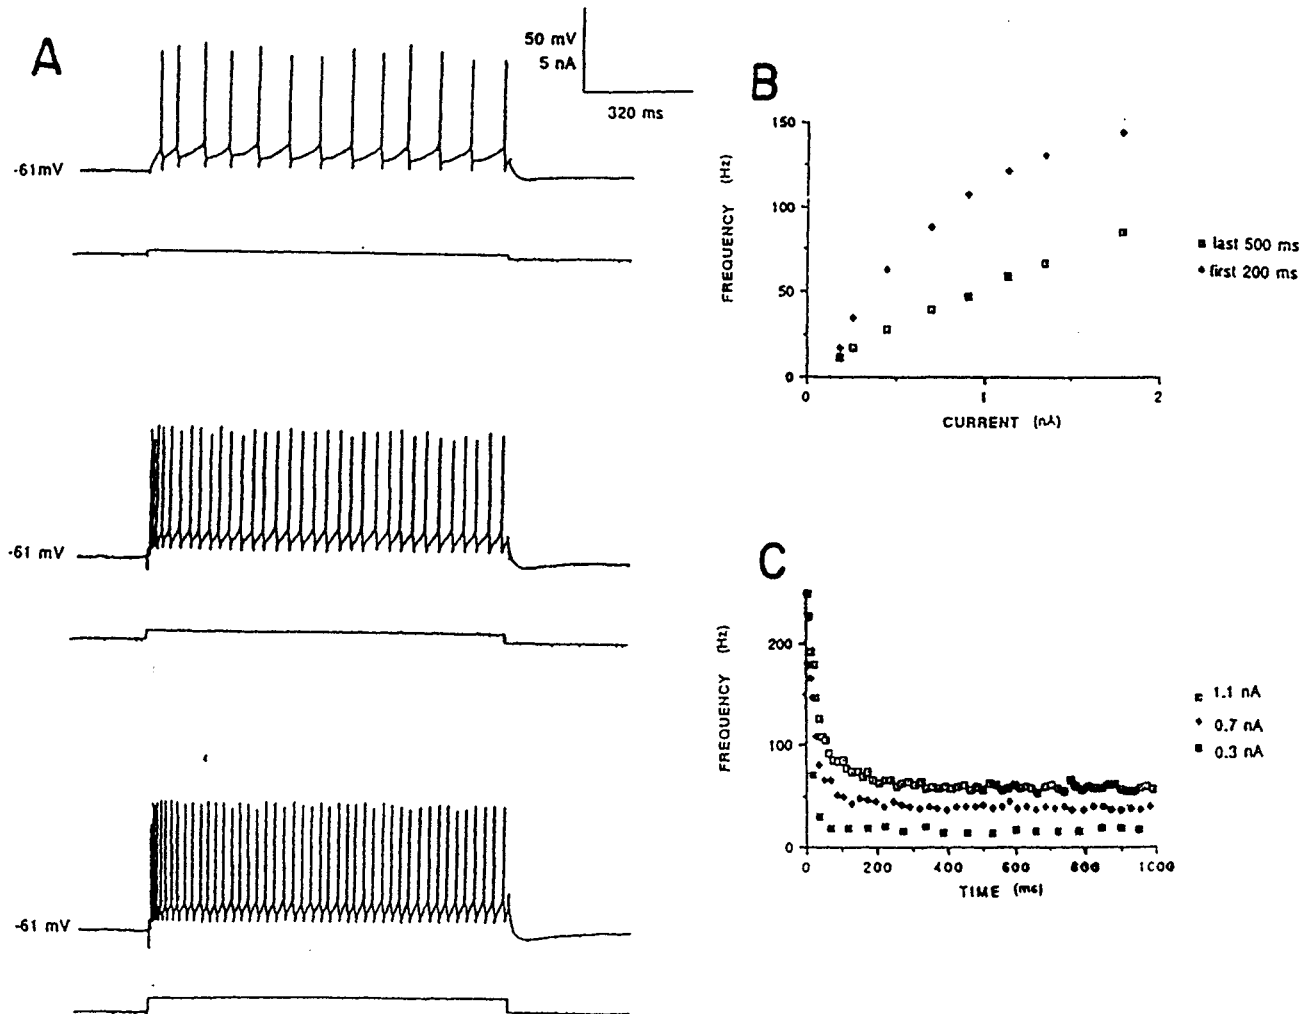 A
50 mV
5 nA
320 ms
-61mV
-61 mV
-61 mV
B
150
100
50
0
FREQUENCY (Hz)
0
1
2
CURRENT (nA)
last 500 ms
first 200 ms
C
200
100
0
FREQUENCY (Hz)
0
200
400
600
800
1000
TIME (ms)
1.1 nA
0.7 nA
0.3 nA